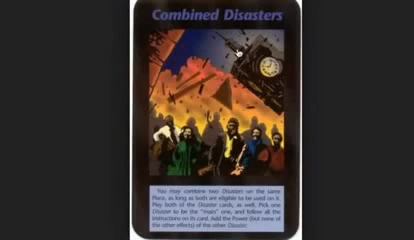 Combined Disasters
You may combine two Disasters on the same
Place, as long as both are eligible to be used on it.
Play both of the Disaster cards, as well. Pick one
Disaster to be the "main" one, and follow all the
instructions on its card. Add the Power (but none of
the other effects) of the other Disaster.